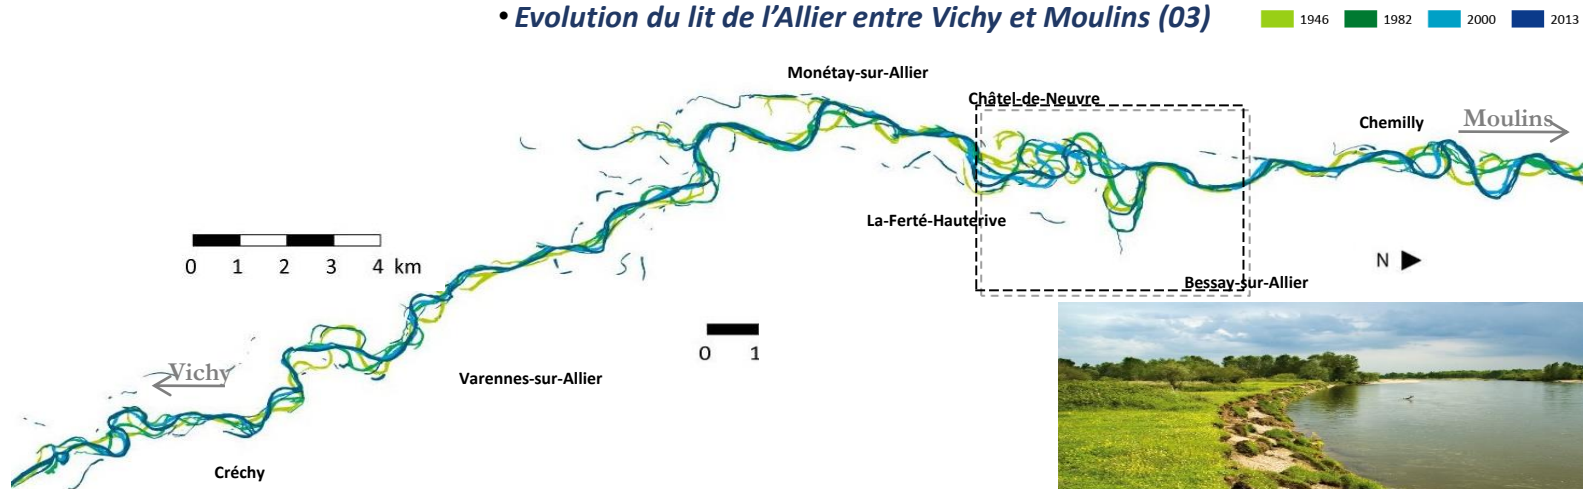 • Evolution du lit de l’Allier entre Vichy et Moulins (03)
1946 1982 2000 2013
Monétay-sur-Allier
Châtel-de-Neuvre
Chemilly
Moulins
La-Ferté-Hauterive
0 1 2 3 4 km
N
Bessay-sur-Allier
0 1
Vichy
Varennes-sur-Allier
Créchy